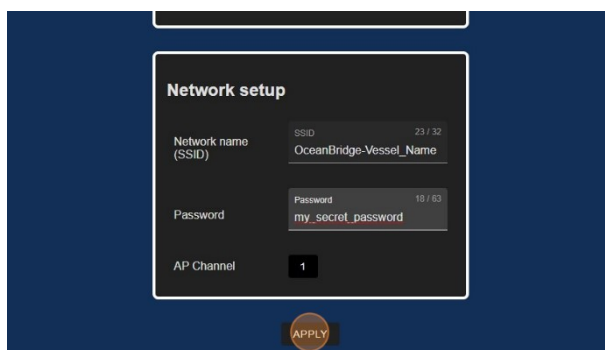 Network setup
Network name
(SSID)
SSID 23 / 32
OceanBridge-Vessel_Name
Password
Password 18 / 63
my_secret_password
AP Channel
1
APPLY